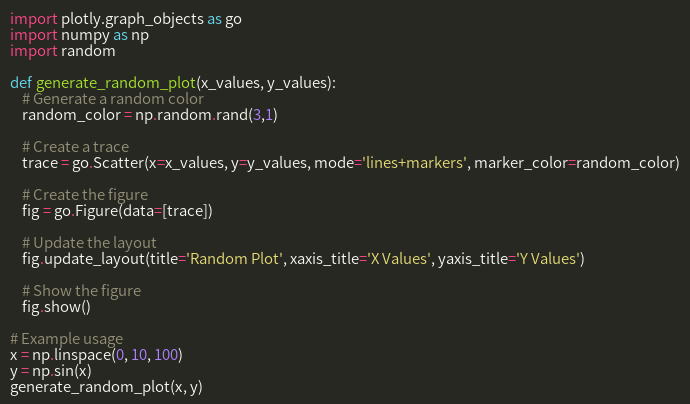 import plotly.graph_objects as go
import numpy as np
import random

def generate_random_plot(x_values, y_values):
    # Generate a random color
    random_color = np.random.rand(3,1)

    # Create a trace
    trace = go.Scatter(x=x_values, y=y_values, mode='lines+markers', marker_color=random_color)

    # Create the figure
    fig = go.Figure(data=[trace])

    # Update the layout
    fig.update_layout(title='Random Plot', xaxis_title='X Values', yaxis_title='Y Values')

    # Show the figure
    fig.show()

# Example usage
x = np.linspace(0, 10, 100)
y = np.sin(x)
generate_random_plot(x, y)